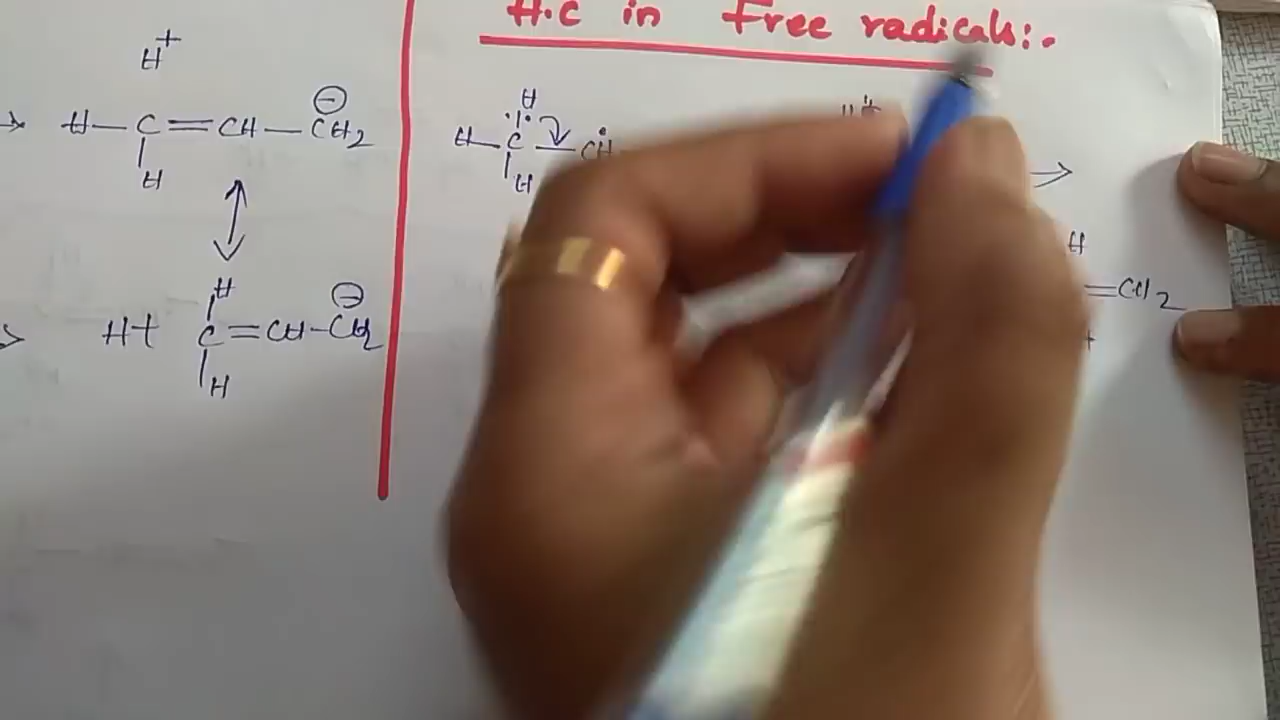 H.C in Free radicals:.
H+
H—C=CH—CH2
H
H
H—C—CH
H
H
=CH2
H
H+ C=CH—CH2
H